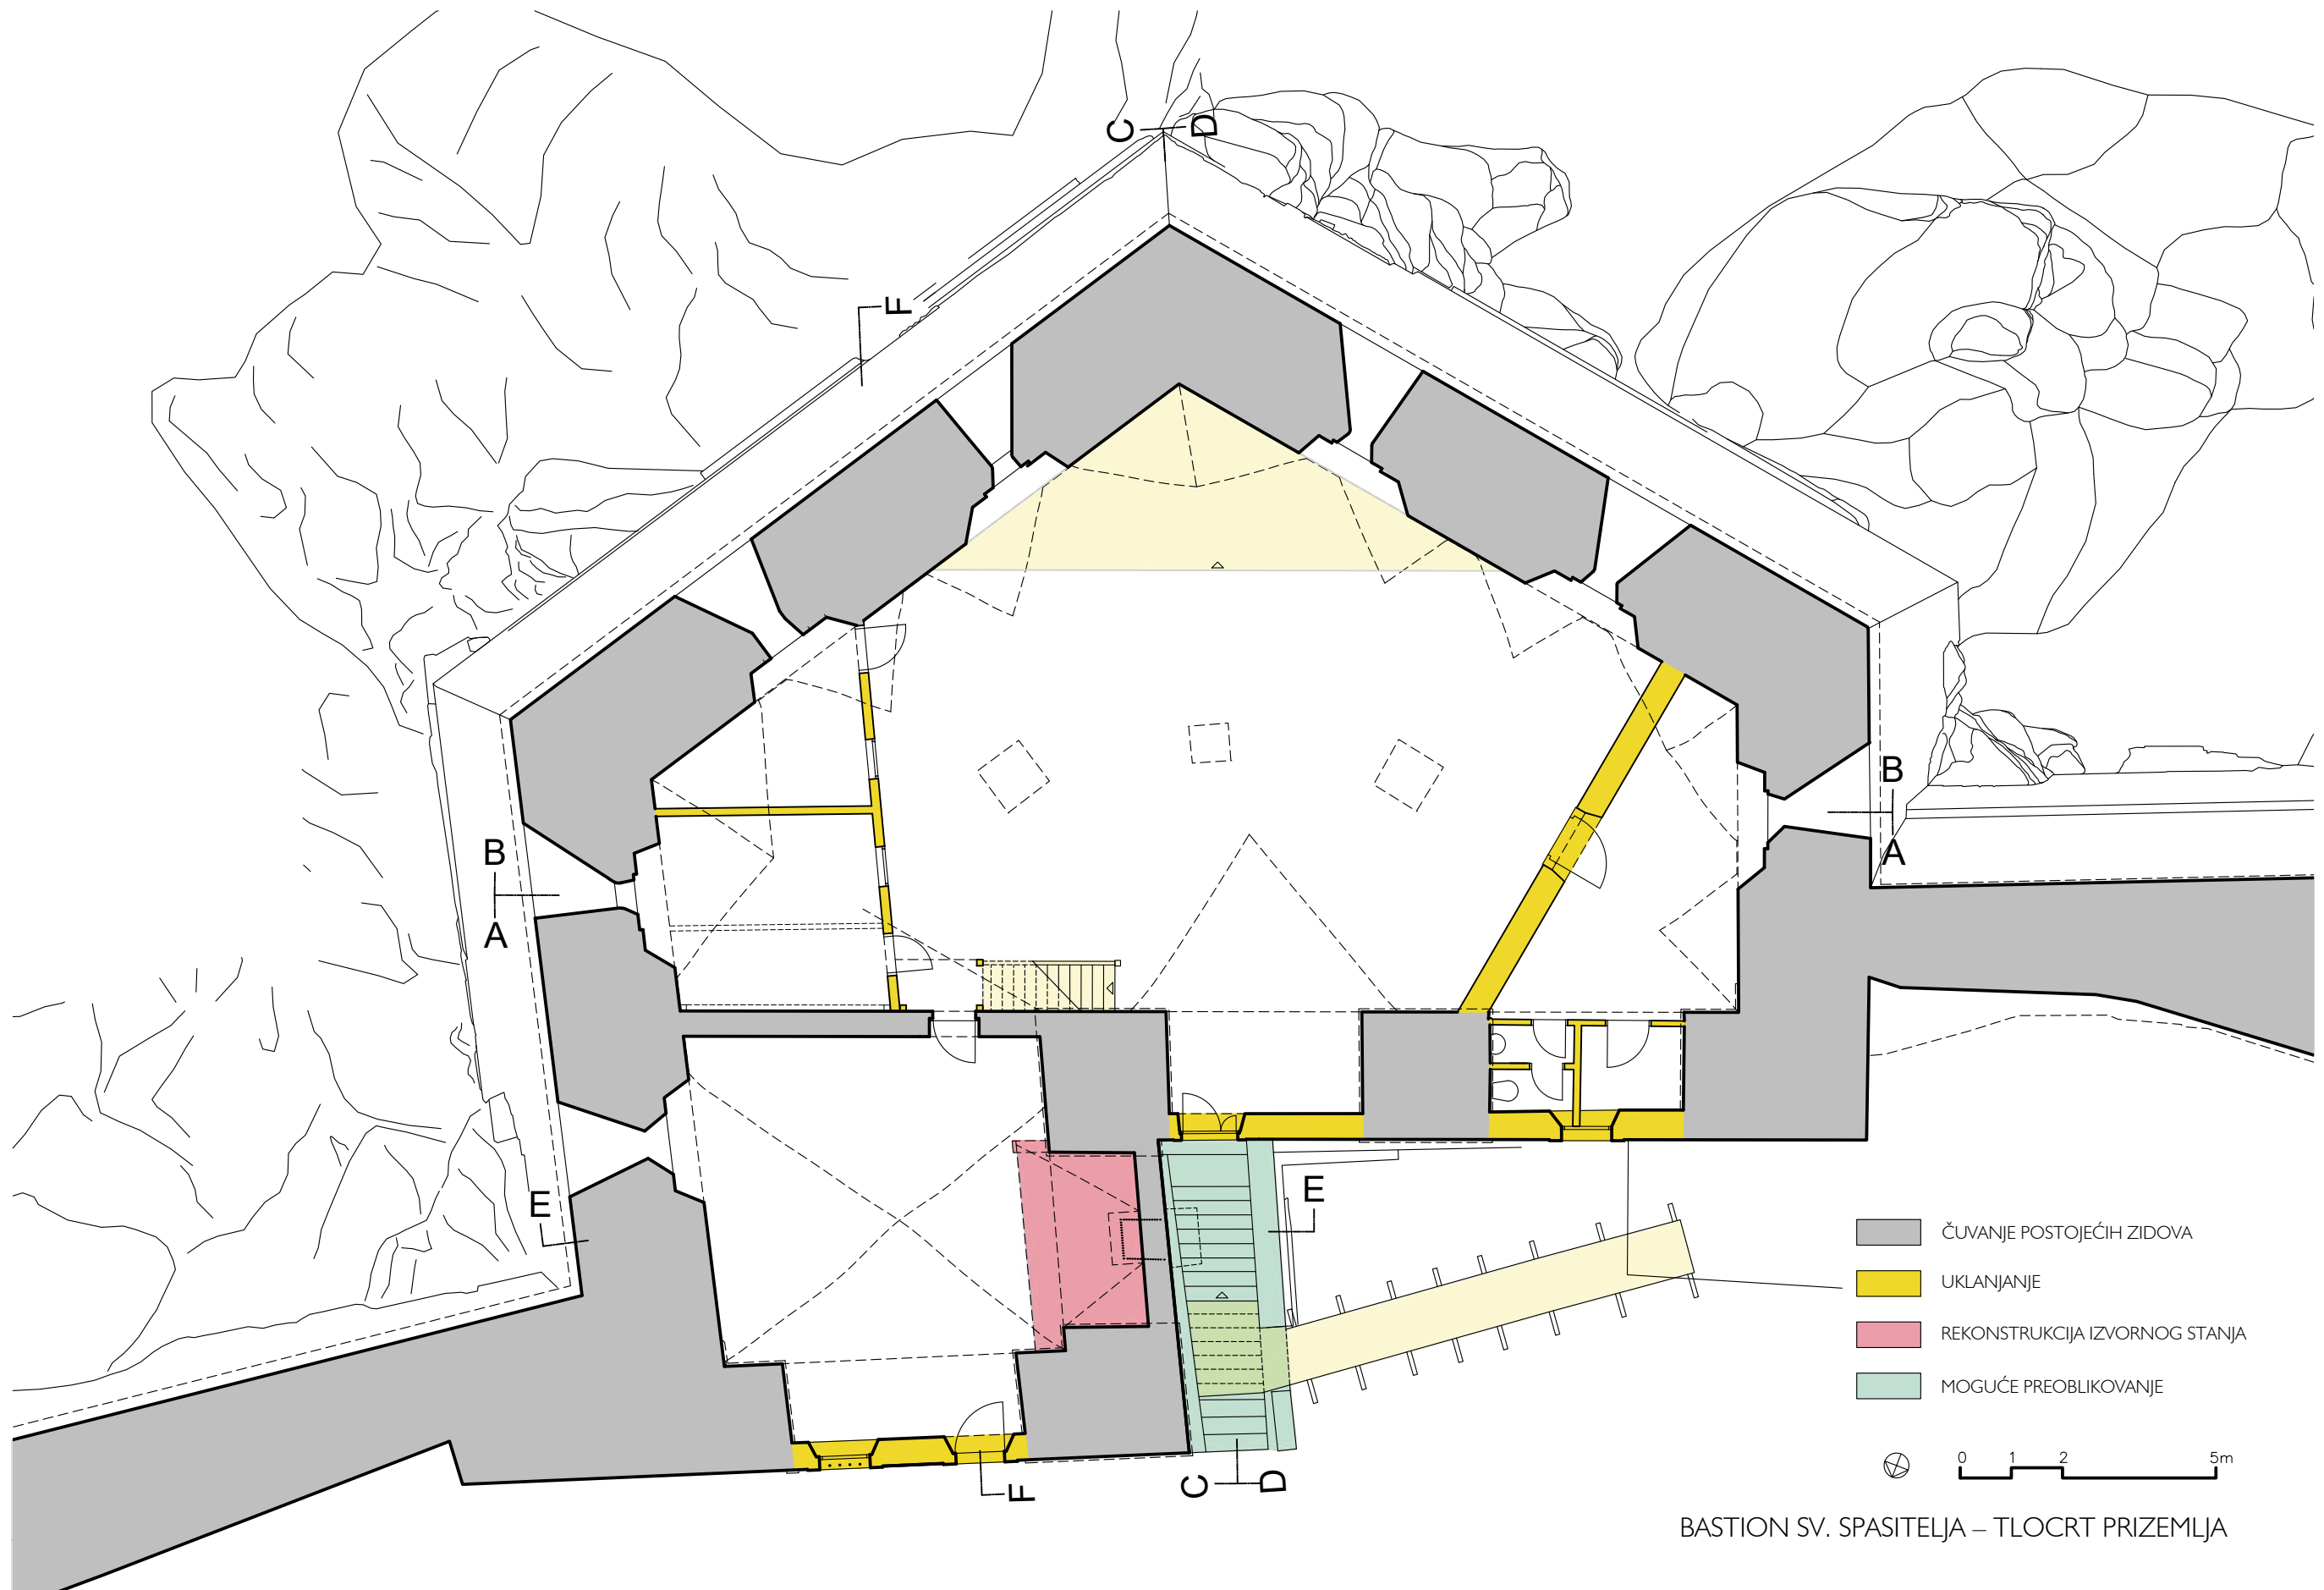 C D
F
B
A
B
A
E
E
F
C D
ČUVANJE POSTOJEĆIH ZIDOVA
UKLANJANJE
REKONSTRUKCIJA IZVORNOG STANJA
MOGUĆE PREOBLIKOVANJE
0 1 2 5m
BASTION SV. SPASITELJA – TLOCRT PRIZEMLJA